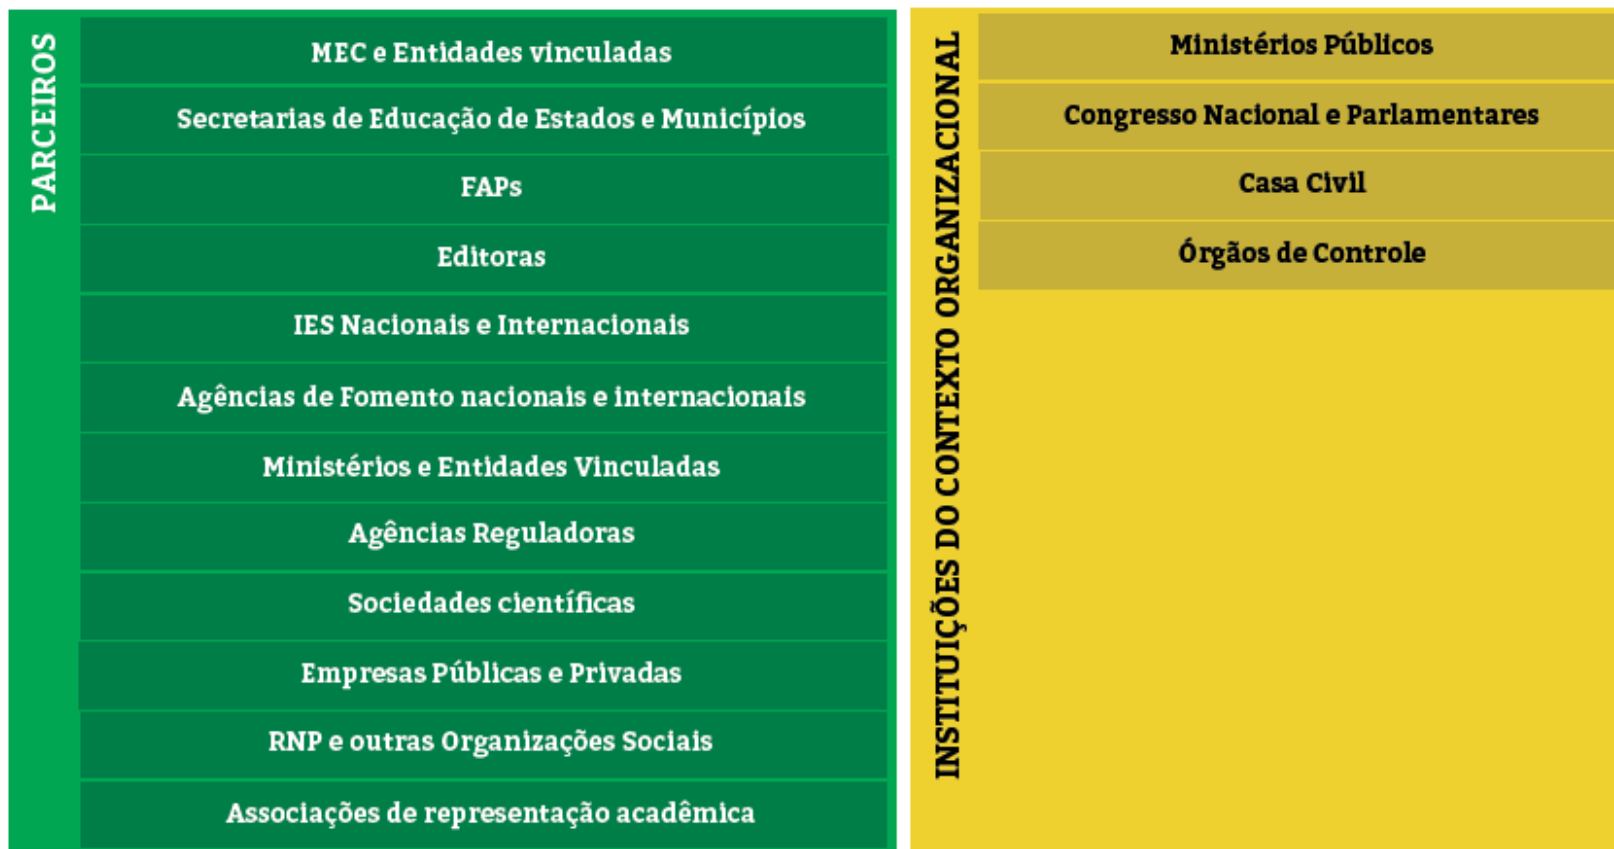 PARCEIROS
MEC e Entidades vinculadas
Secretarias de Educação de Estados e Municípios
FAPs
Editoras
IES Nacionais e Internacionais
Agências de Fomento nacionais e internacionais
Ministérios e Entidades Vinculadas
Agências Reguladoras
Sociedades científicas
Empresas Públicas e Privadas
RNP e outras Organizações Sociais
Associações de representação acadêmica
INSTITUIÇÕES DO CONTEXTO ORGANIZACIONAL
Ministérios Públicos
Congresso Nacional e Parlamentares
Casa Civil
Órgãos de Controle